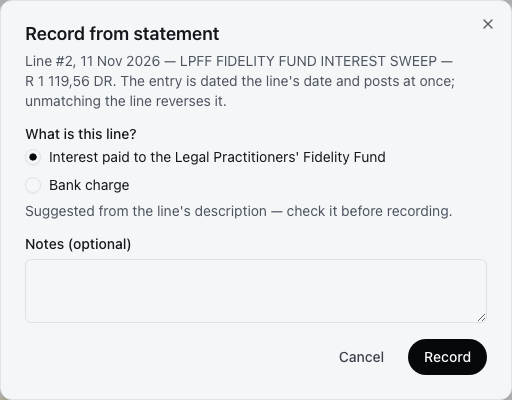 Record from statement
Line #2, 11 Nov 2026 — LPFF FIDELITY FUND INTEREST SWEEP —
R 1 119,56 DR. The entry is dated the line's date and posts at once;
unmatching the line reverses it.
What is this line?
Interest paid to the Legal Practitioners' Fidelity Fund
Bank charge
Suggested from the line's description — check it before recording.
Notes (optional)
Cancel
Record